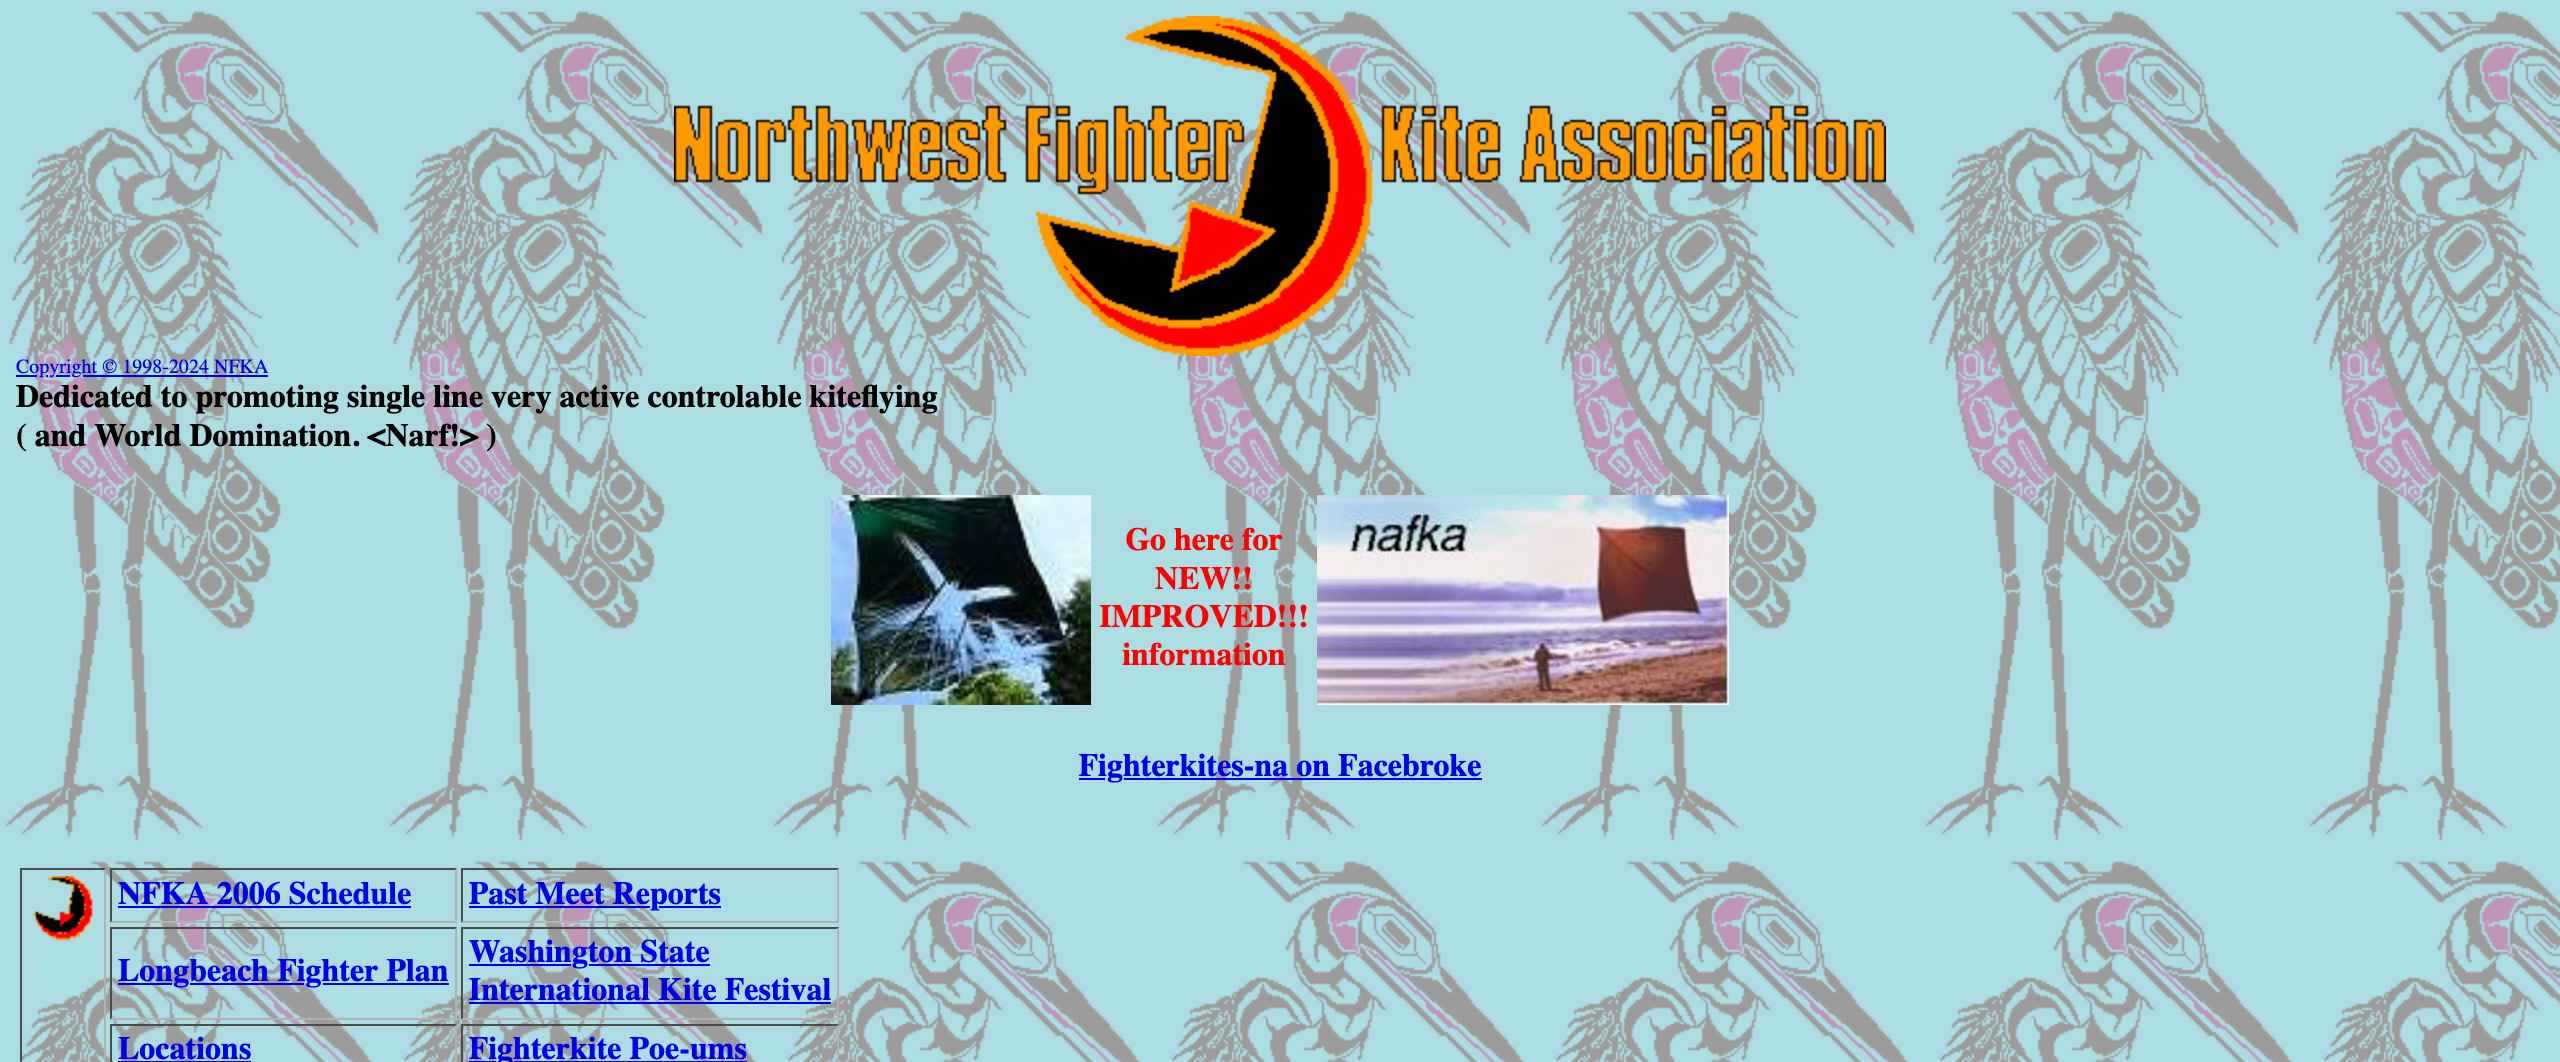 Northwest Fighter Kite Association
Copyright © 1998-2024 NFKA
Dedicated to promoting single line very active controlable kiteflying
( and World Domination. <Narf!> )
Go here for
NEW!!
IMPROVED!!!
information
nafka
Fighterkites-na on Facebroke
NFKA 2006 Schedule
Past Meet Reports
Longbeach Fighter Plan
Washington State
International Kite Festival
Locations
Fighterkite Poe-ums